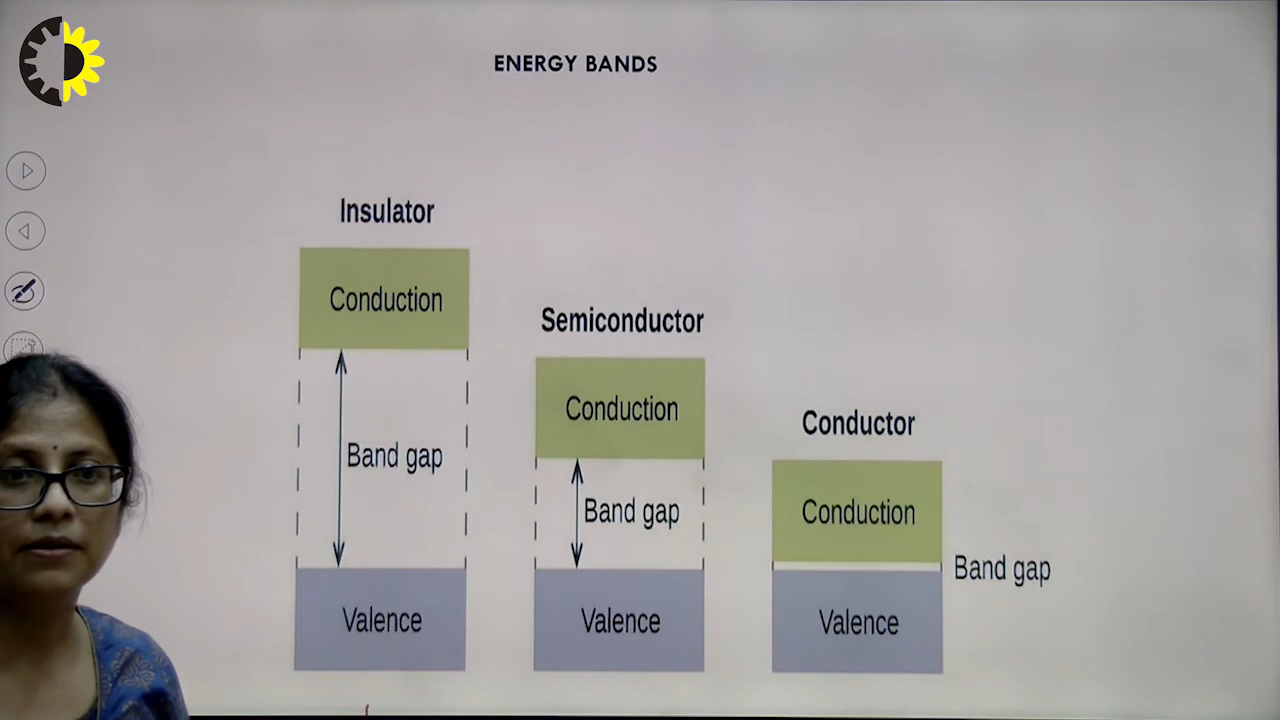 ENERGY BANDS
Insulator
Conduction
Band gap
Valence
Semiconductor
Conduction
Band gap
Valence
Conductor
Conduction
Band gap
Valence